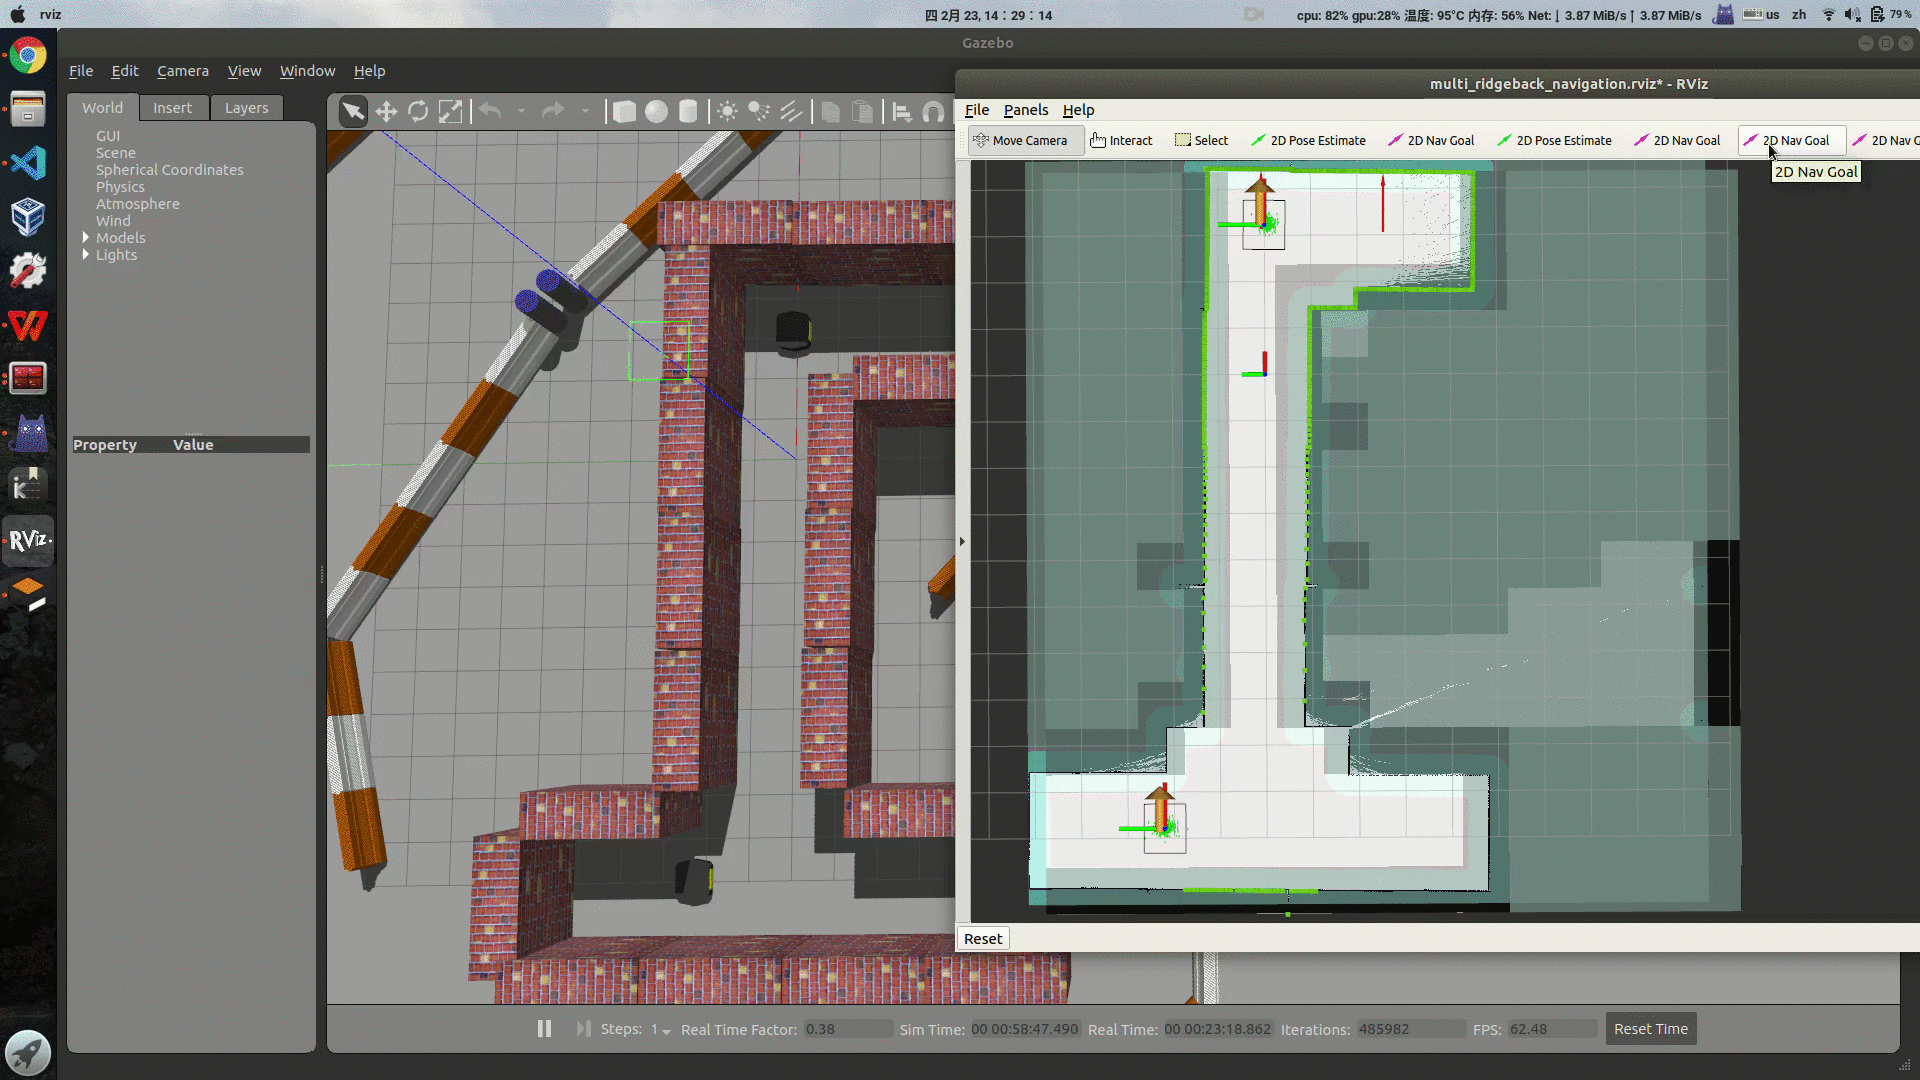 rviz
四 2月 23, 14：29：14
cpu: 82% gpu:28% 温度: 95°C 内存: 56% Net: ↓ 3.87 MiB/s ↑ 3.87 MiB/s
us
zh
79%
Gazebo
File Edit Camera View Window Help
multi_ridgeback_navigation.rviz* - RViz
World Insert Layers
File Panels Help
GUI
Scene
Spherical Coordinates
Physics
Atmosphere
Wind
Models
Lights
Move Camera Interact Select 2D Pose Estimate 2D Nav Goal 2D Pose Estimate 2D Nav Goal 2D Nav Goal 2D Nav G
2D Nav Goal
Property Value
RViz
Reset
Steps: 1 Real Time Factor: 0.38 Sim Time: 00 00:58:47.490 Real Time: 00 00:23:18.862 Iterations: 485982 FPS: 62.48 Reset Time